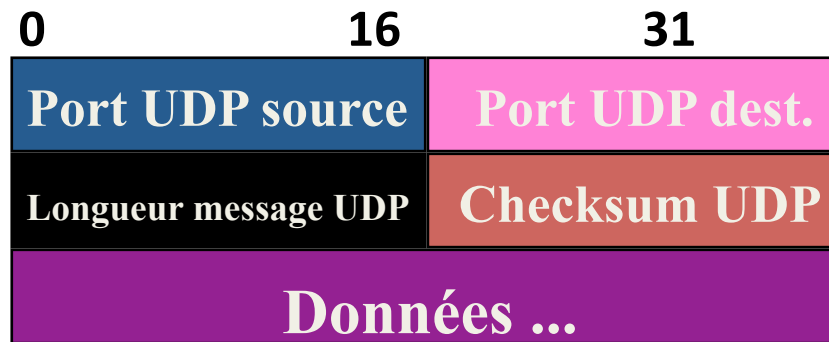 0 16 31
Port UDP source Port UDP dest.
Longueur message UDP Checksum UDP
Données ...